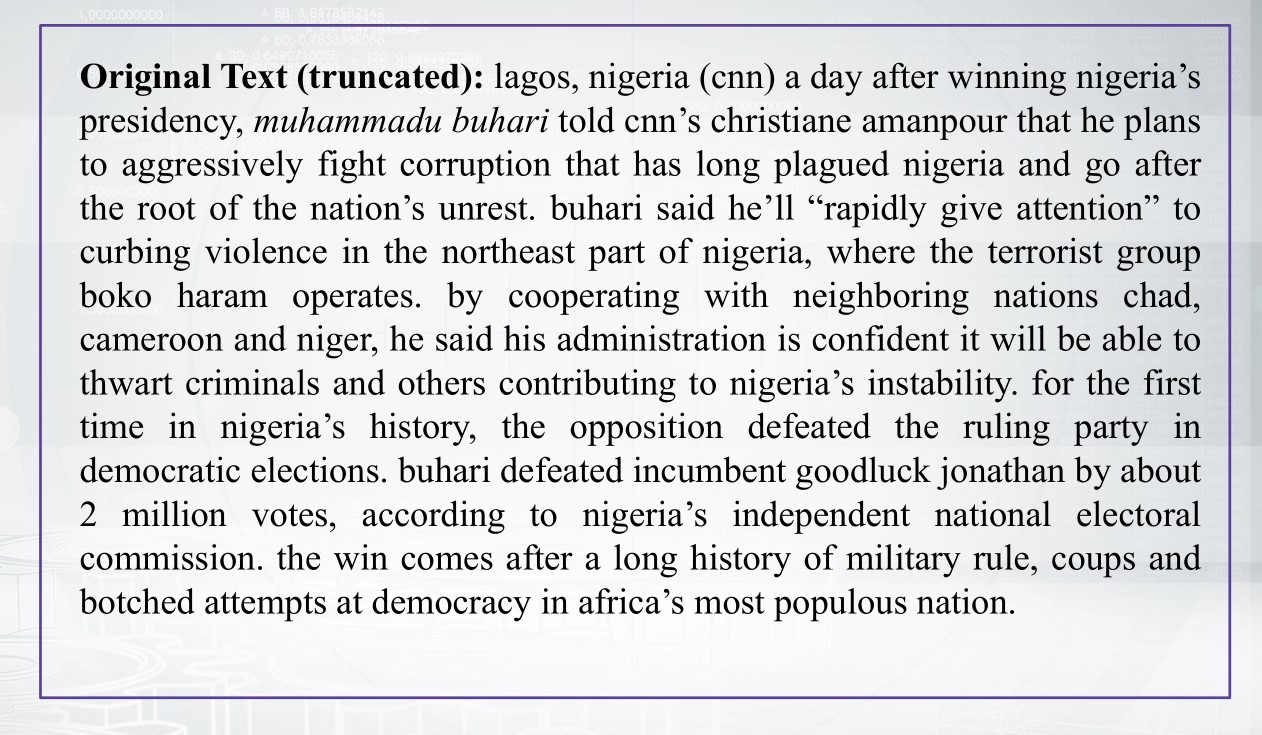 Original Text (truncated): lagos, nigeria (cnn) a day after winning nigeria’s
presidency, muhammadu buhari told cnn’s christiane amanpour that he plans
to aggressively fight corruption that has long plagued nigeria and go after
the root of the nation’s unrest. buhari said he’ll “rapidly give attention” to
curbing violence in the northeast part of nigeria, where the terrorist group
boko haram operates. by cooperating with neighboring nations chad,
cameroon and niger, he said his administration is confident it will be able to
thwart criminals and others contributing to nigeria’s instability. for the first
time in nigeria’s history, the opposition defeated the ruling party in
democratic elections. buhari defeated incumbent goodluck jonathan by about
2 million votes, according to nigeria’s independent national electoral
commission. the win comes after a long history of military rule, coups and
botched attempts at democracy in africa’s most populous nation.